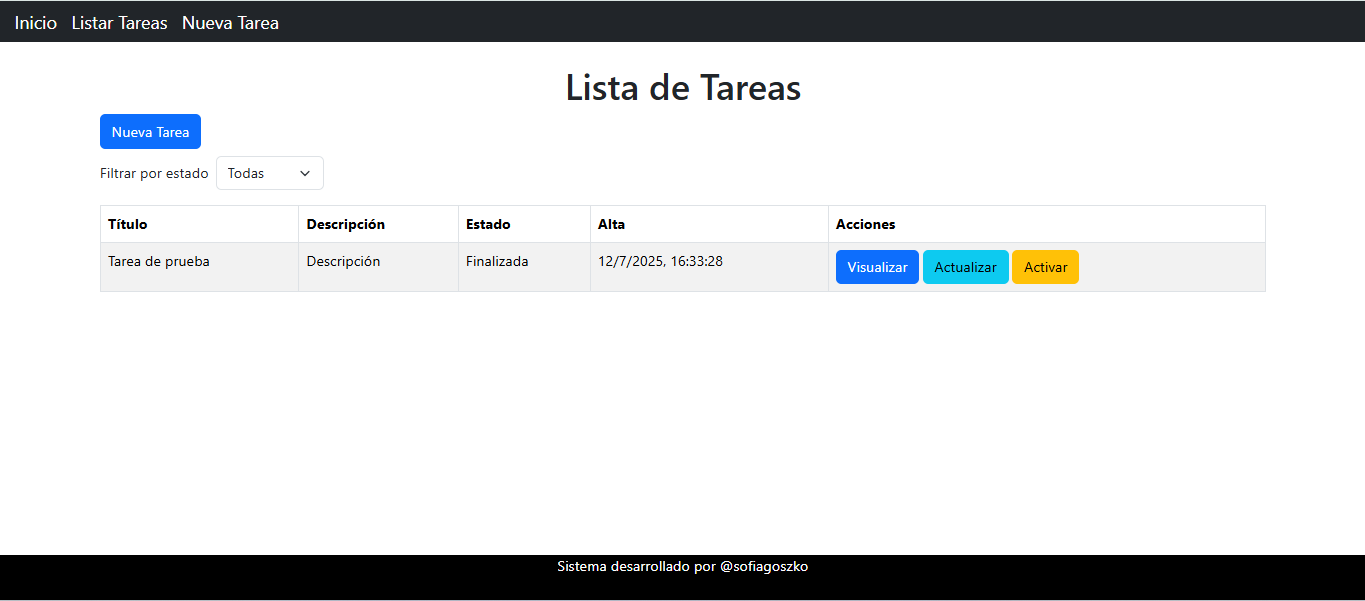 Inicio Listar Tareas Nueva Tarea
Lista de Tareas
Nueva Tarea
Filtrar por estado Todas
Título Descripción Estado Alta Acciones
Tarea de prueba Descripción Finalizada 12/7/2025, 16:33:28 Visualizar Actualizar Activar
Sistema desarrollado por @sofiagoszko